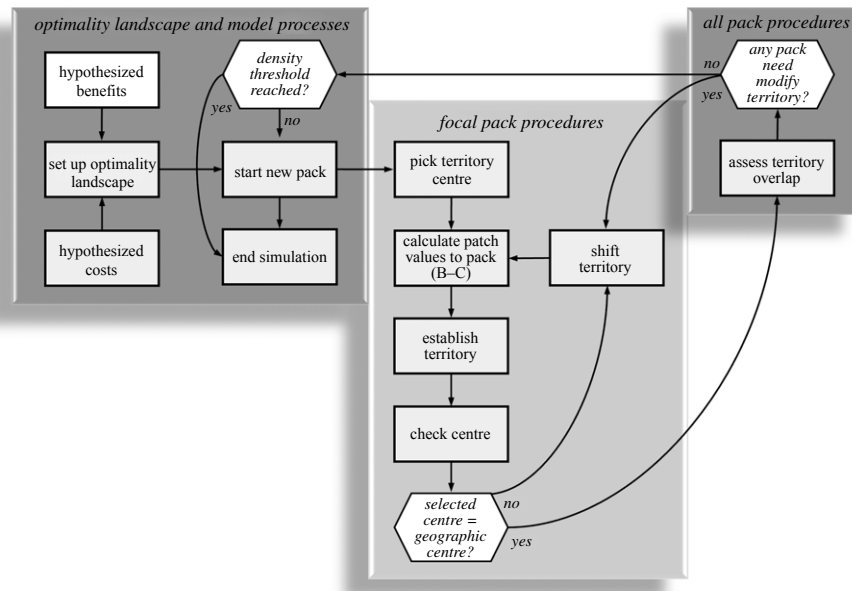 optimality landscape and model processes
hypothesized
benefits
density
threshold
reached?
yes
no
set up optimality
landscape
start new pack
hypothesized
costs
end simulation
focal pack procedures
pick territory
centre
calculate patch
values to pack
(B–C)
shift
territory
establish
territory
check centre
selected
centre =
geographic
centre?
no
yes
all pack procedures
any pack
need
modify
territory?
no
yes
assess territory
overlap